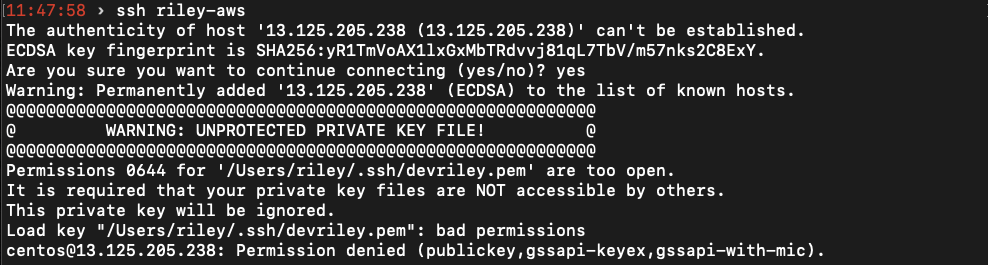 11:47:58 › ssh riley-aws
The authenticity of host '13.125.205.238 (13.125.205.238)' can't be established.
ECDSA key fingerprint is SHA256:yR1TmVoAX1lxGxMbTRdvvj81qL7TbV/m57nks2C8ExY.
Are you sure you want to continue connecting (yes/no)? yes
Warning: Permanently added '13.125.205.238' (ECDSA) to the list of known hosts.
@@@@@@@@@@@@@@@@@@@@@@@@@@@@@@@@@@@@@@@@@@@@@@@@@@@@@@@@@@@
@         WARNING: UNPROTECTED PRIVATE KEY FILE!          @
@@@@@@@@@@@@@@@@@@@@@@@@@@@@@@@@@@@@@@@@@@@@@@@@@@@@@@@@@@@
Permissions 0644 for '/Users/riley/.ssh/devriley.pem' are too open.
It is required that your private key files are NOT accessible by others.
This private key will be ignored.
Load key "/Users/riley/.ssh/devriley.pem": bad permissions
centos@13.125.205.238: Permission denied (publickey,gssapi-keyex,gssapi-with-mic).